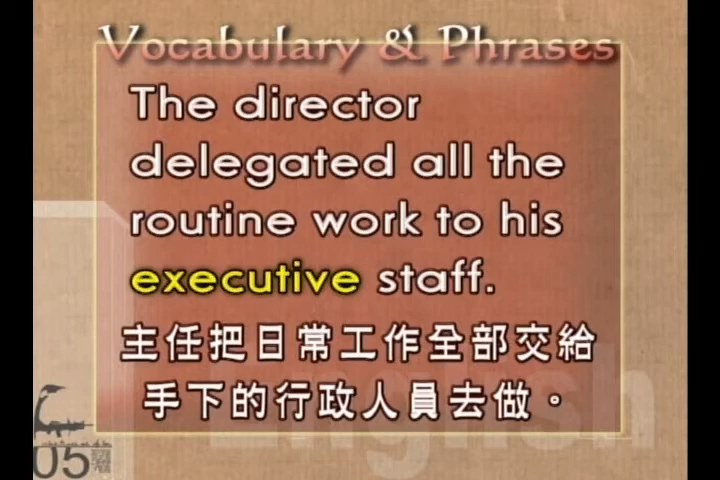 Vocabulary & Phrases
The director
delegated all the
routine work to his
executive staff.
主任把日常工作全部交給
手下的行政人員去做。
English
05